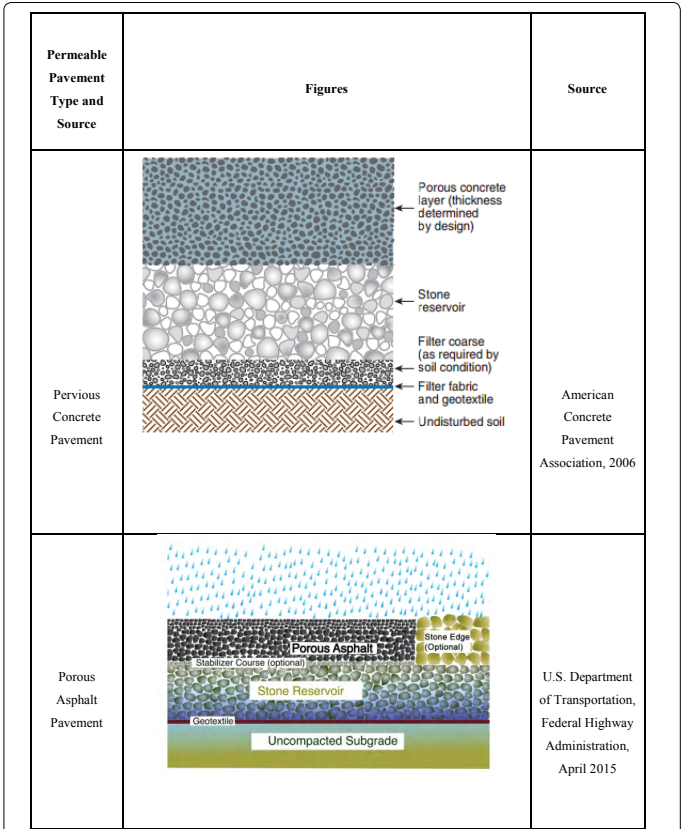 Permeable
Pavement
Type and
Source
Figures
Source
Pervious
Concrete
Pavement
Porous concrete
layer (thickness
determined
by design)
Stone
reservoir
Filter coarse
(as required by
soil condition)
Filter fabric
and geotextile
Undisturbed soil
American
Concrete
Pavement
Association, 2006
Porous
Asphalt
Pavement
Porous Asphalt
Stone Edge
(Optional)
Stabilizer Course (optional)
Stone Reservoir
Geotextile
Uncompacted Subgrade
U.S. Department
of Transportation,
Federal Highway
Administration,
April 2015